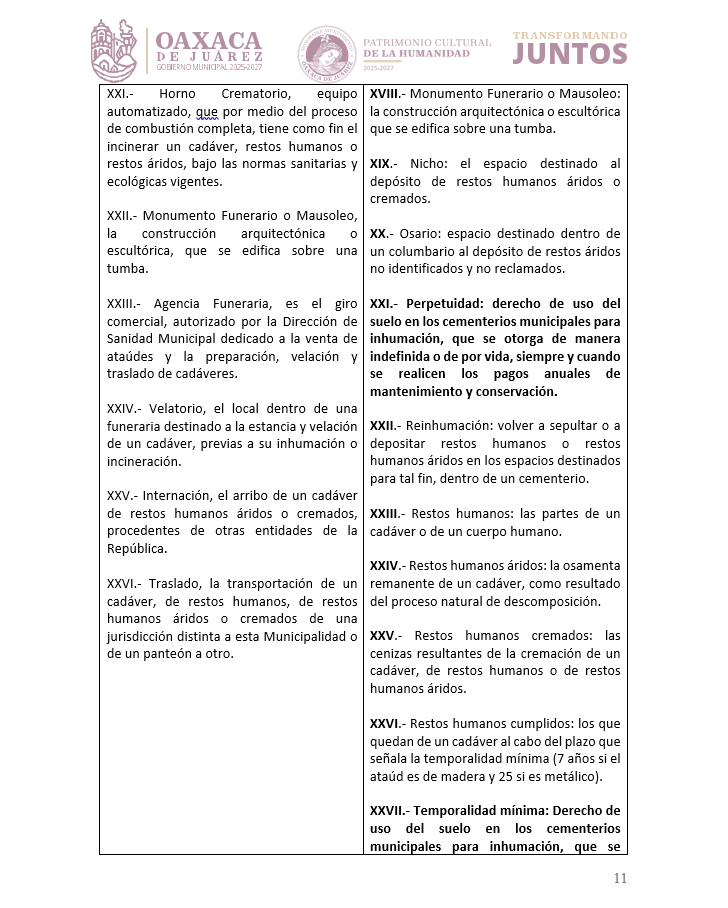 OAXACA
DE JUÁREZ
GOBIERNO MUNICIPAL 2025-2027
PATRIMONIO CULTURAL
DE LA HUMANIDAD
2025-2027
TRANSFORMANDO
JUNTOS
XXI.- Horno Crematorio, equipo
automatizado, que por medio del proceso
de combustión completa, tiene como fin el
incinerar un cadáver, restos humanos o
restos áridos, bajo las normas sanitarias y
ecológicas vigentes.
XXII.- Monumento Funerario o Mausoleo,
la construcción arquitectónica o
escultórica, que se edifica sobre una
tumba.
XXIII.- Agencia Funeraria, es el giro
comercial, autorizado por la Dirección de
Sanidad Municipal dedicado a la venta de
ataúdes y la preparación, velación y
traslado de cadáveres.
XXIV.- Velatorio, el local dentro de una
funeraria destinado a la estancia y velación
de un cadáver, previas a su inhumación o
incineración.
XXV.- Internación, el arribo de un cadáver
de restos humanos áridos o cremados,
procedentes de otras entidades de la
República.
XXVI.- Traslado, la transportación de un
cadáver, de restos humanos, de restos
humanos áridos o cremados de una
jurisdicción distinta a esta Municipalidad o
de un panteón a otro.
XVIII.- Monumento Funerario o Mausoleo:
la construcción arquitectónica o escultórica
que se edifica sobre una tumba.
XIX.- Nicho: el espacio destinado al
depósito de restos humanos áridos o
cremados.
XX.- Osario: espacio destinado dentro de
un columbario al depósito de restos áridos
no identificados y no reclamados.
XXI.- Perpetuidad: derecho de uso del
suelo en los cementerios municipales para
inhumación, que se otorga de manera
indefinida o de por vida, siempre y cuando
se realicen los pagos anuales de
mantenimiento y conservación.
XXII.- Reinhumación: volver a sepultar o a
depositar restos humanos o restos
humanos áridos en los espacios destinados
para tal fin, dentro de un cementerio.
XXIII.- Restos humanos: las partes de un
cadáver o de un cuerpo humano.
XXIV.- Restos humanos áridos: la osamenta
remanente de un cadáver, como resultado
del proceso natural de descomposición.
XXV.- Restos humanos cremados: las
cenizas resultantes de la cremación de un
cadáver, de restos humanos o de restos
humanos áridos.
XXVI.- Restos humanos cumplidos: los que
quedan de un cadáver al cabo del plazo que
señala la temporalidad mínima (7 años si el
ataúd es de madera y 25 si es metálico).
XXVII.- Temporalidad mínima: Derecho de
uso del suelo en los cementerios
municipales para inhumación, que se
11